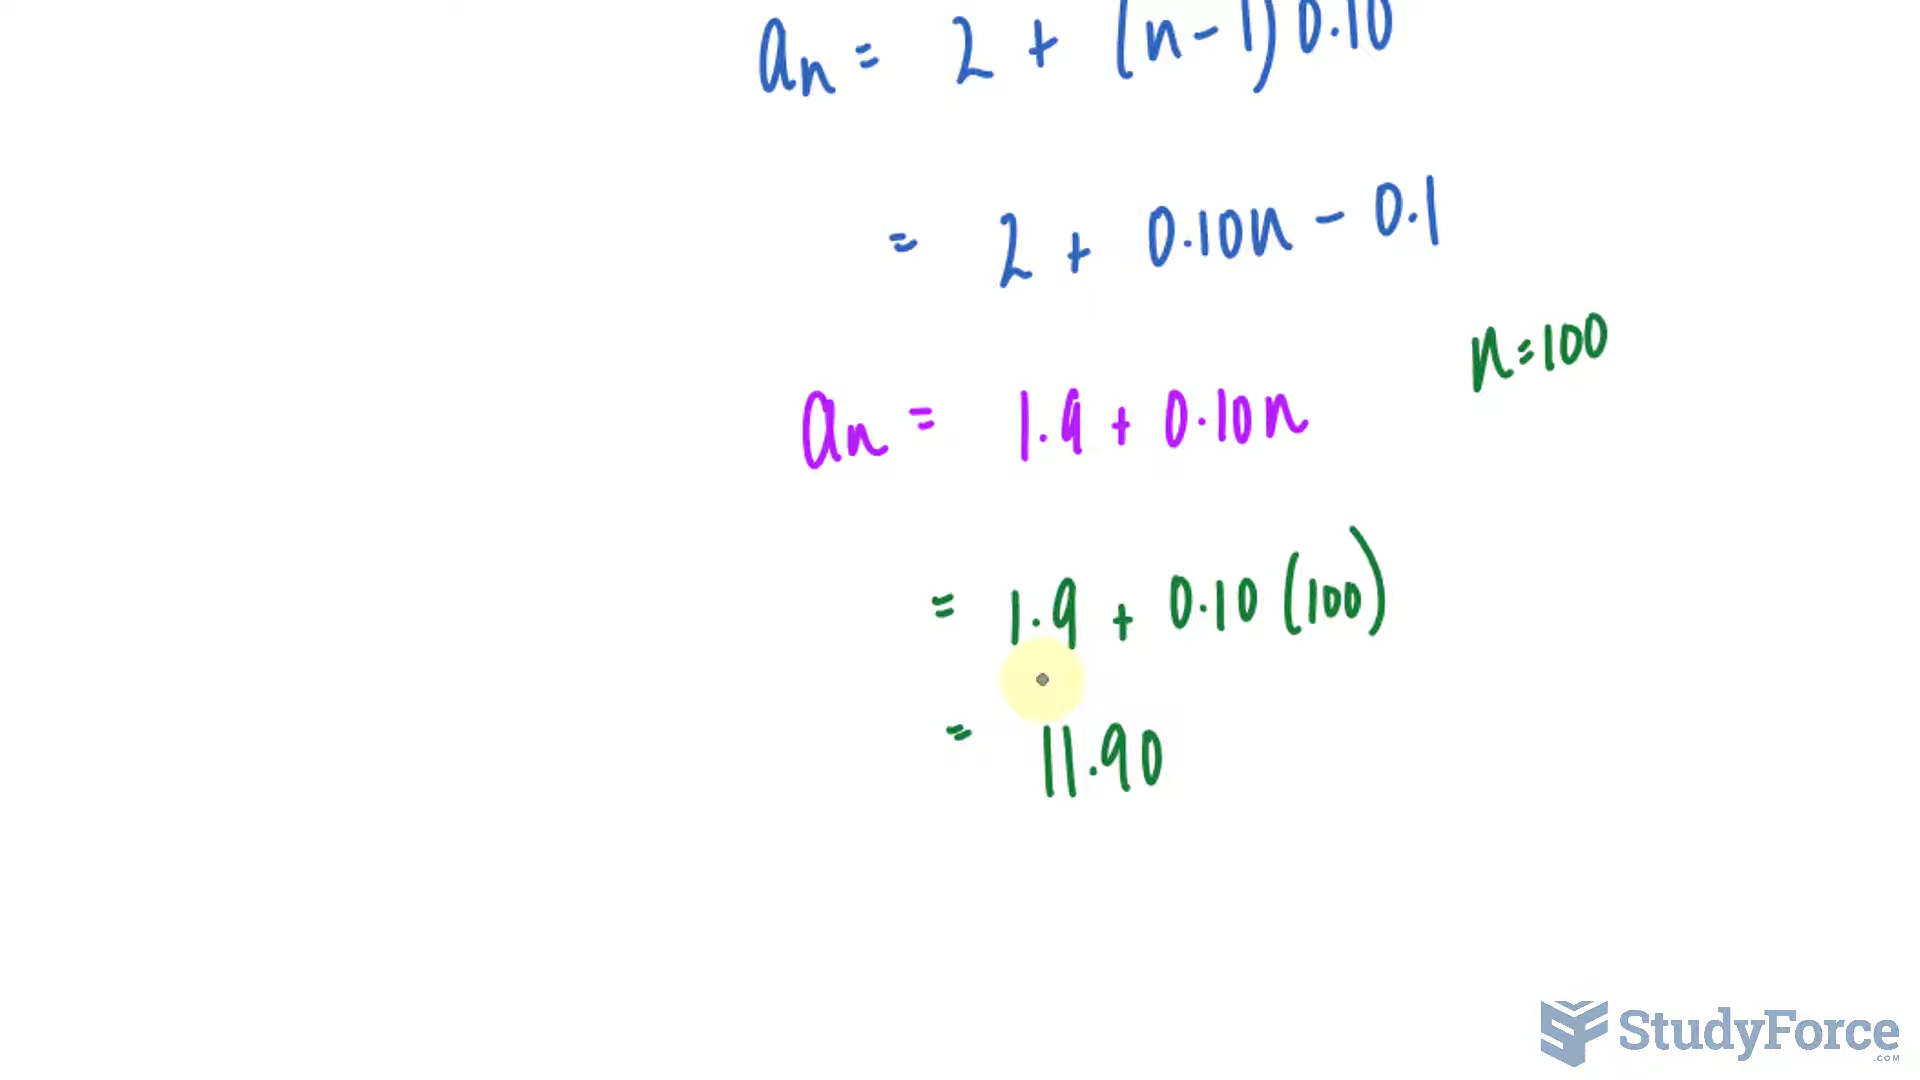 an = 2 + (n-1)0.10
= 2 + 0.10n - 0.1
n=100
an = 1.9 + 0.10n
= 1.9 + 0.10(100)
= 11.90
StudyForce
.COM